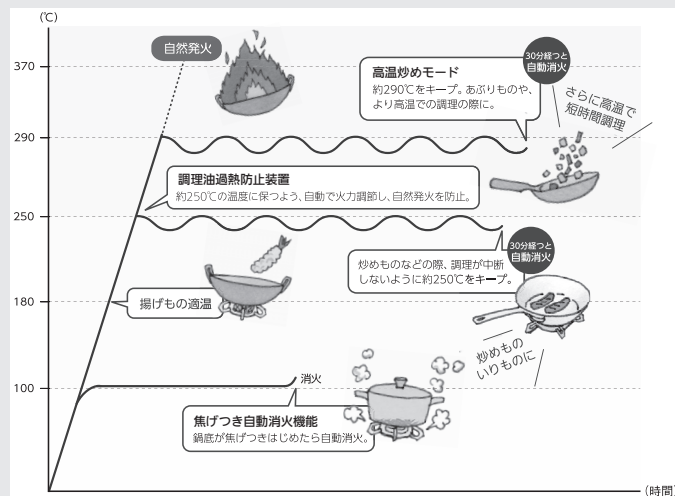 (℃)
自然発火
370
30分経つと
自動消火
高温炒めモード
約290℃をキープ。あぶりものや、
より高温での調理の際に。
さらに高温で
短時間調理
290
調理油過熱防止装置
約250℃の温度に保つよう、自動で火力調節し、自然発火を防止。
250
30分経つと
自動消火
炒めものなどの際、調理が中断
しないように約250℃をキープ。
180
揚げもの適温
炒めもの
いりものに
100
消火
焦げつき自動消火機能
鍋底が焦げつきはじめたら自動消火。
(時間)